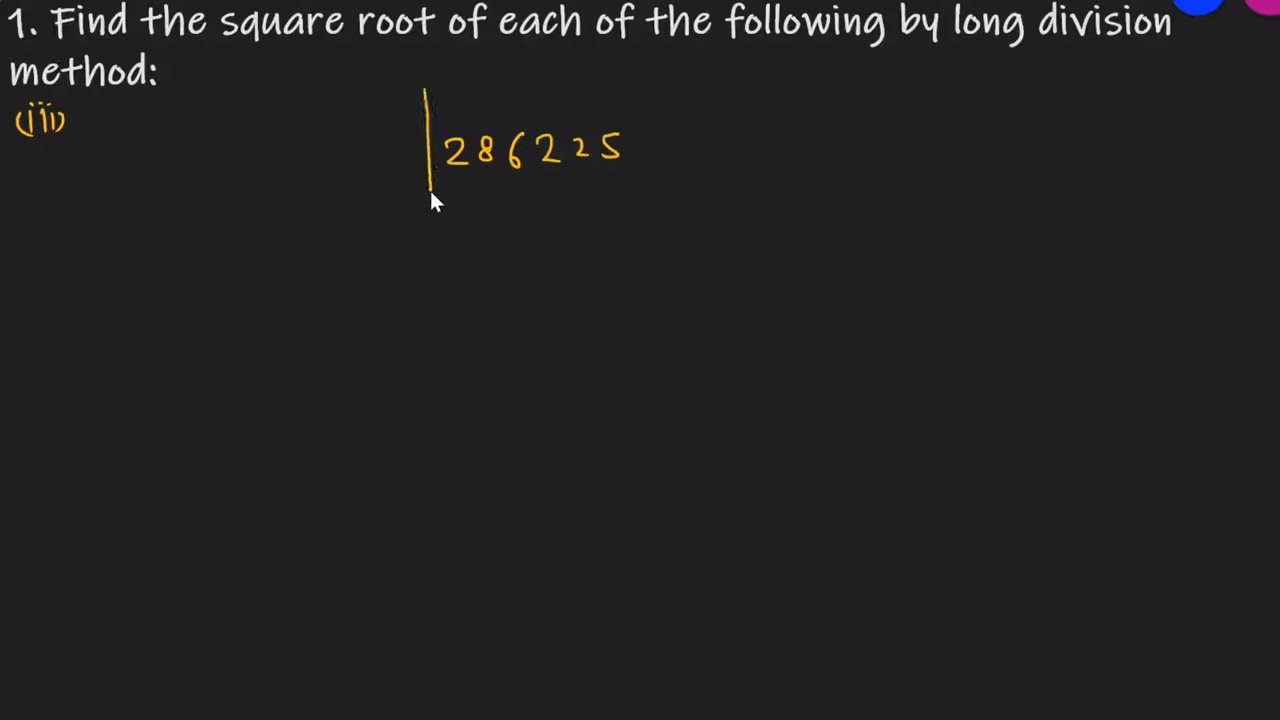 1. Find the square root of each of the following by long division
method:
(iii)
286225